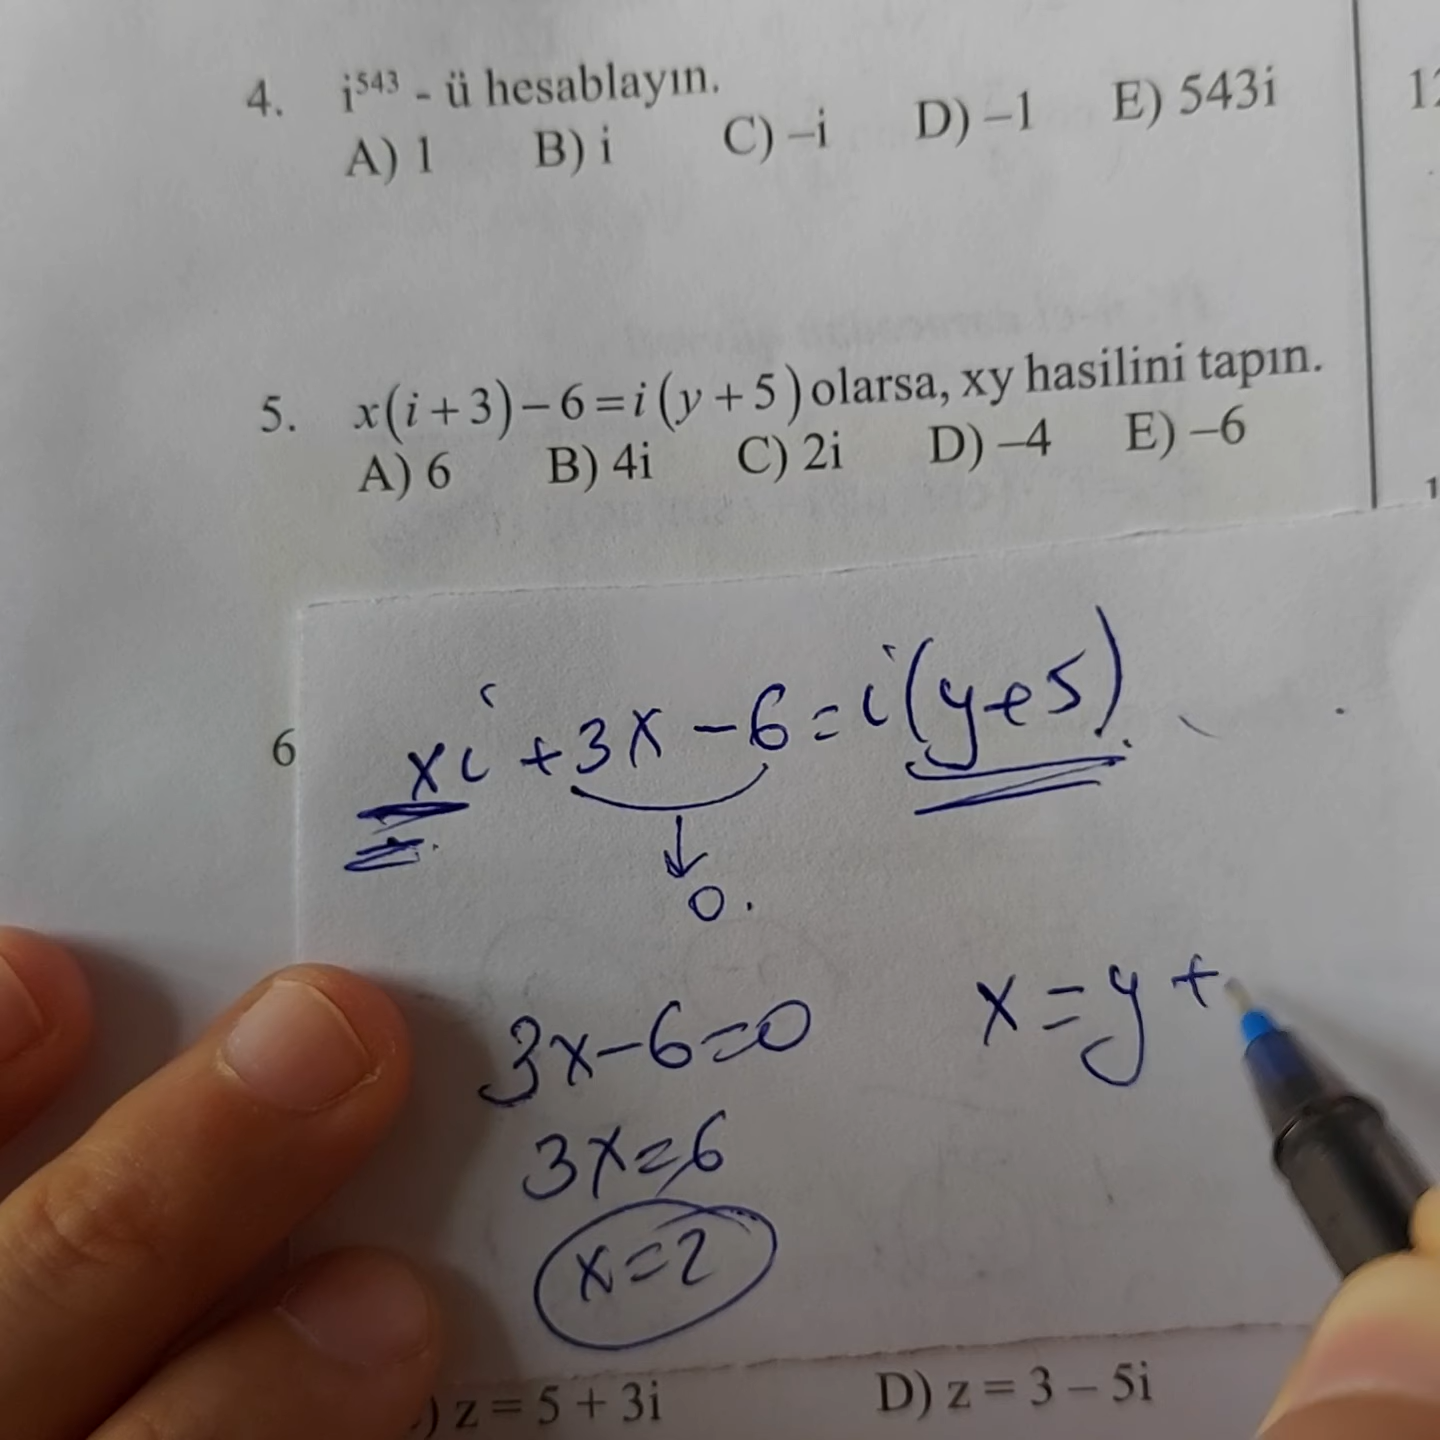 4. i⁵⁴³ - ü hesablayın.
A) 1 B) i C) –i D) –1 E) 543i
5. x(i+3)–6=i(y+5) olarsa, xy hasilini tapın.
A) 6 B) 4i C) 2i D) –4 E) –6
6
xi + 3x – 6 = i(y+5)
0.
3x–6=0
x = y +
3x=6
x=2
) z = 5 + 3i D) z = 3 – 5i